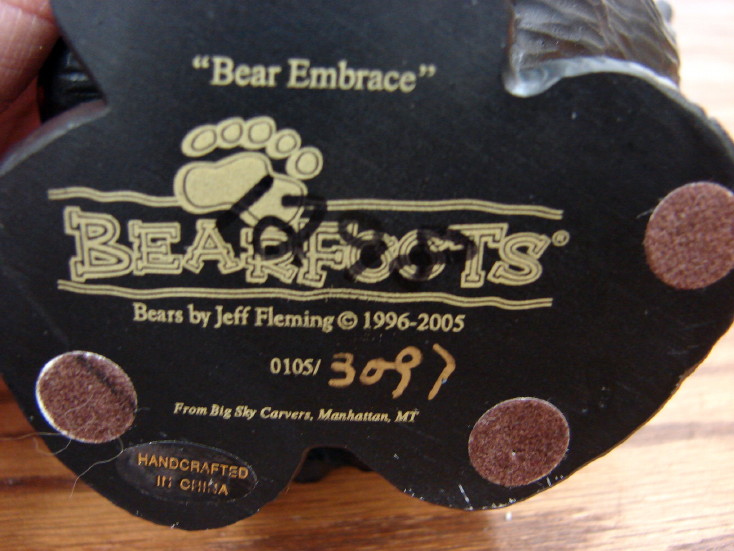 “Bear Embrace”
BEARFOOTS®
Bears by Jeff Fleming © 1996-2005
0105/ 3097
From Big Sky Carvers, Manhattan, MT
HANDCRAFTED
IN CHINA